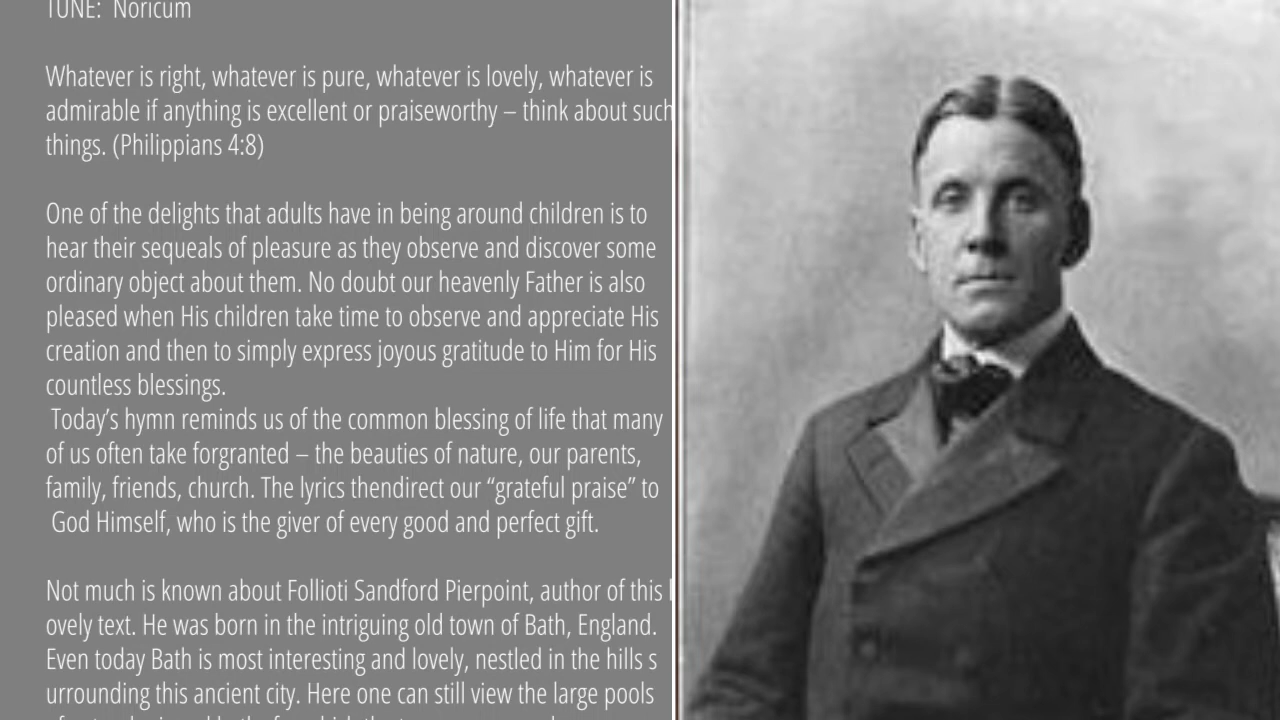 TUNE: Noricum
Whatever is right, whatever is pure, whatever is lovely, whatever is
admirable if anything is excellent or praiseworthy – think about such
things. (Philippians 4:8)
One of the delights that adults have in being around children is to
hear their sequeals of pleasure as they observe and discover some
ordinary object about them. No doubt our heavenly Father is also
pleased when His children take time to observe and appreciate His
creation and then to simply express joyous gratitude to Him for His
countless blessings.
Today’s hymn reminds us of the common blessing of life that many
of us often take forgranted – the beauties of nature, our parents,
family, friends, church. The lyrics thendirect our “grateful praise” to
God Himself, who is the giver of every good and perfect gift.
Not much is known about Follioti Sandford Pierpoint, author of this l
ovely text. He was born in the intriguing old town of Bath, England.
Even today Bath is most interesting and lovely, nestled in the hills s
urrounding this ancient city. Here one can still view the large pools